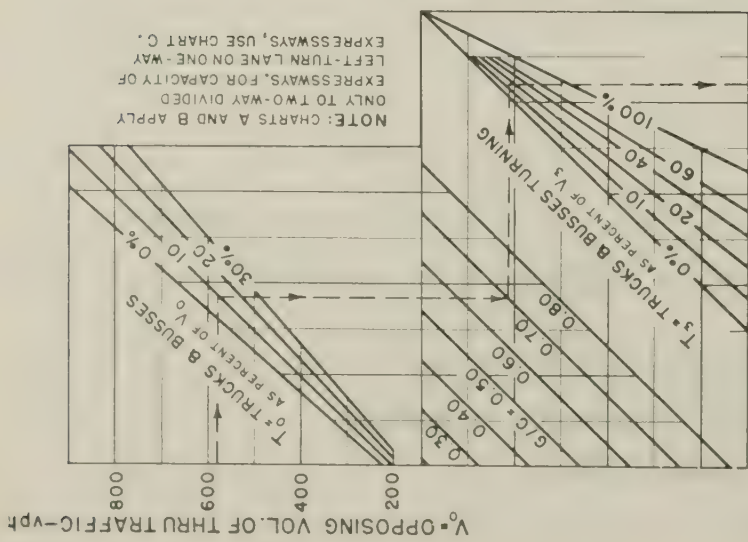 V₀=OPPOSING VOL. OF THRU TRAFFIC-vph
200
400
600
800
T₀= TRUCKS & BUSSES
AS PERCENT OF V₀
0%
10
20
30%
G/C = 0.50
0.30
0.40
0.60
0.70
0.80
T₃= TRUCKS & BUSSES TURNING
AS PERCENT OF V₃
0%
10
20
40
60
100%
NOTE: CHARTS A AND B APPLY
ONLY TO TWO-WAY DIVIDED
EXPRESSWAYS. FOR CAPACITY OF
LEFT-TURN LANE ON ONE-WAY
EXPRESSWAYS, USE CHART C.